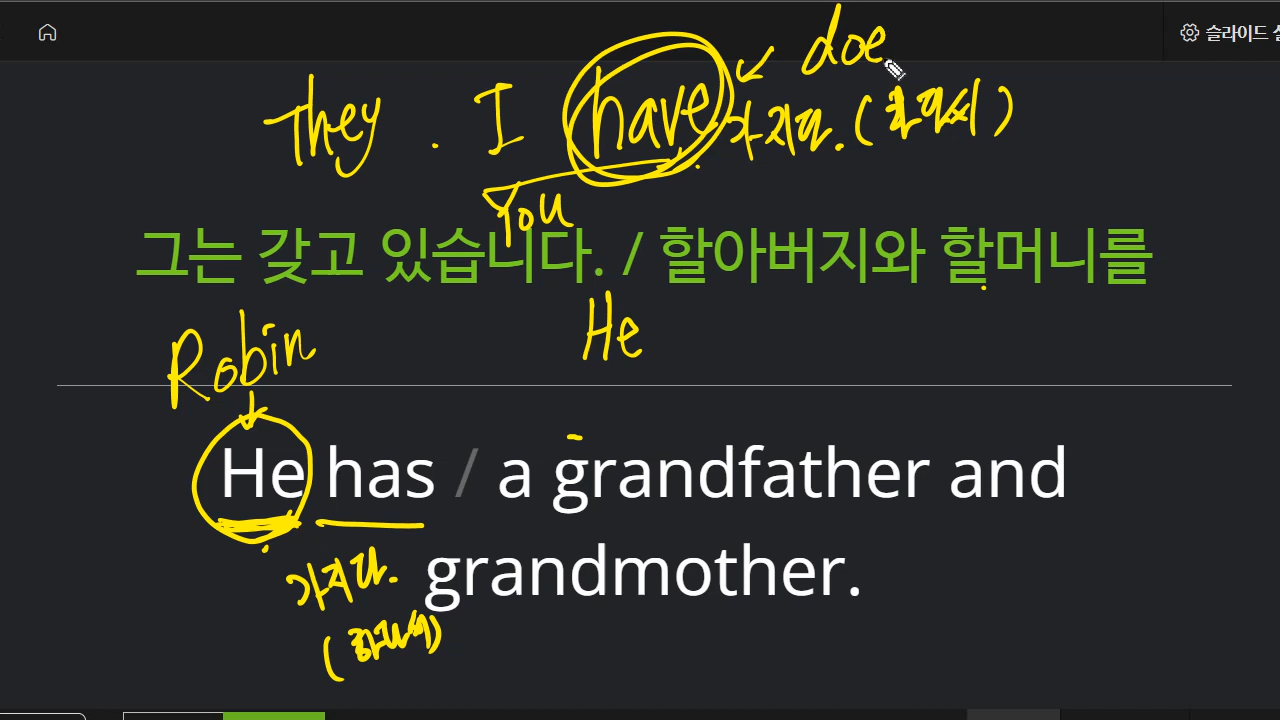 슬라이드
doe
They . I have 가지다. (
You
그는 갖고 있습니다. / 할아버지와 할머니를
He
Robin
He has / a grandfather and
grandmother.
가지다.